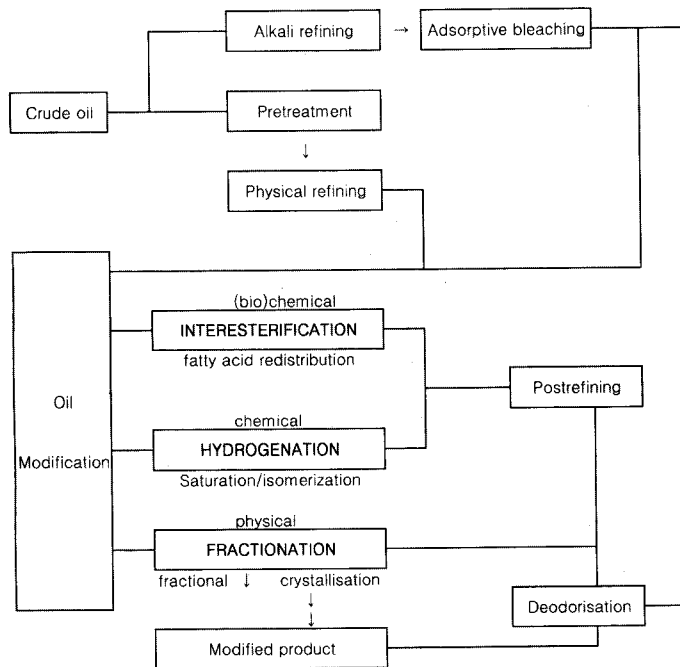 Alkali refining → Adsorptive bleaching
Crude oil
Pretreatment
↓
Physical refining
(bio)chemical
INTERESTERIFICATION
fatty acid redistribution
Oil
Modification
Postrefining
chemical
HYDROGENATION
Saturation/isomerization
physical
FRACTIONATION
fractional ↓ crystallisation
↓
↓
Deodorisation
Modified product